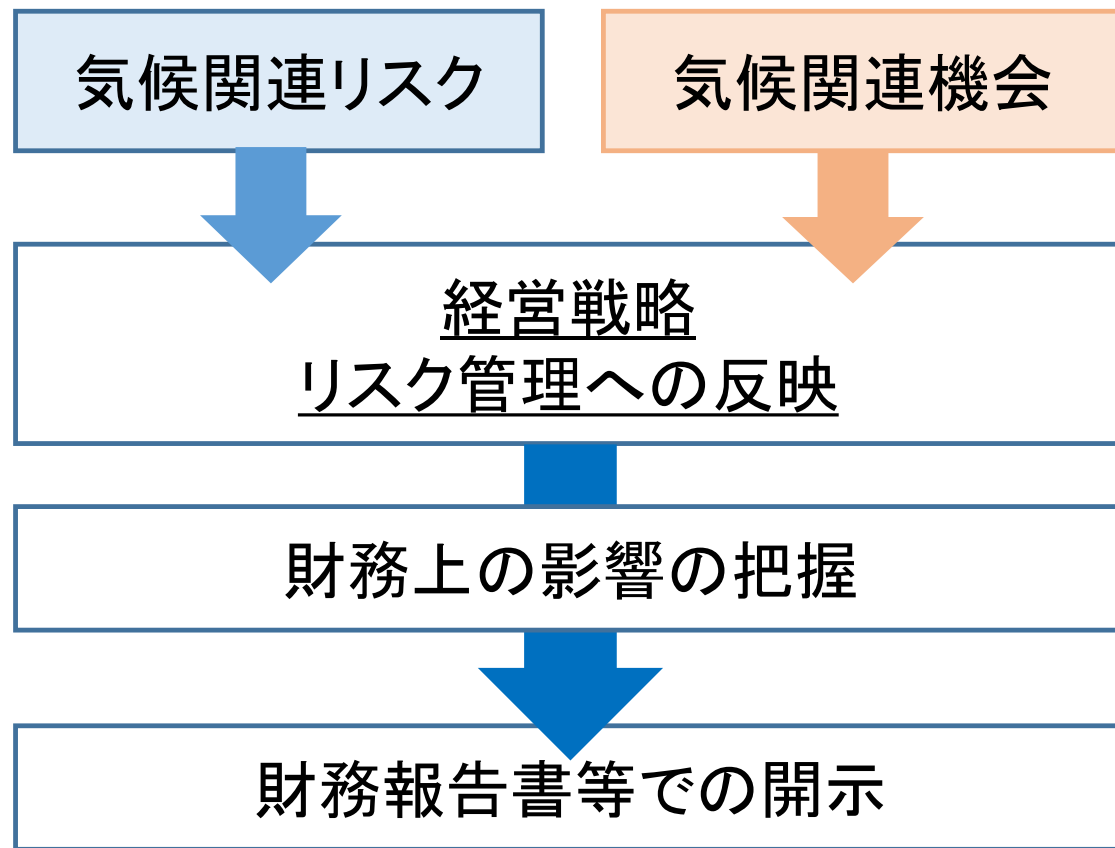 気候関連リスク
気候関連機会
経営戦略
リスク管理への反映
財務上の影響の把握
財務報告書等での開示